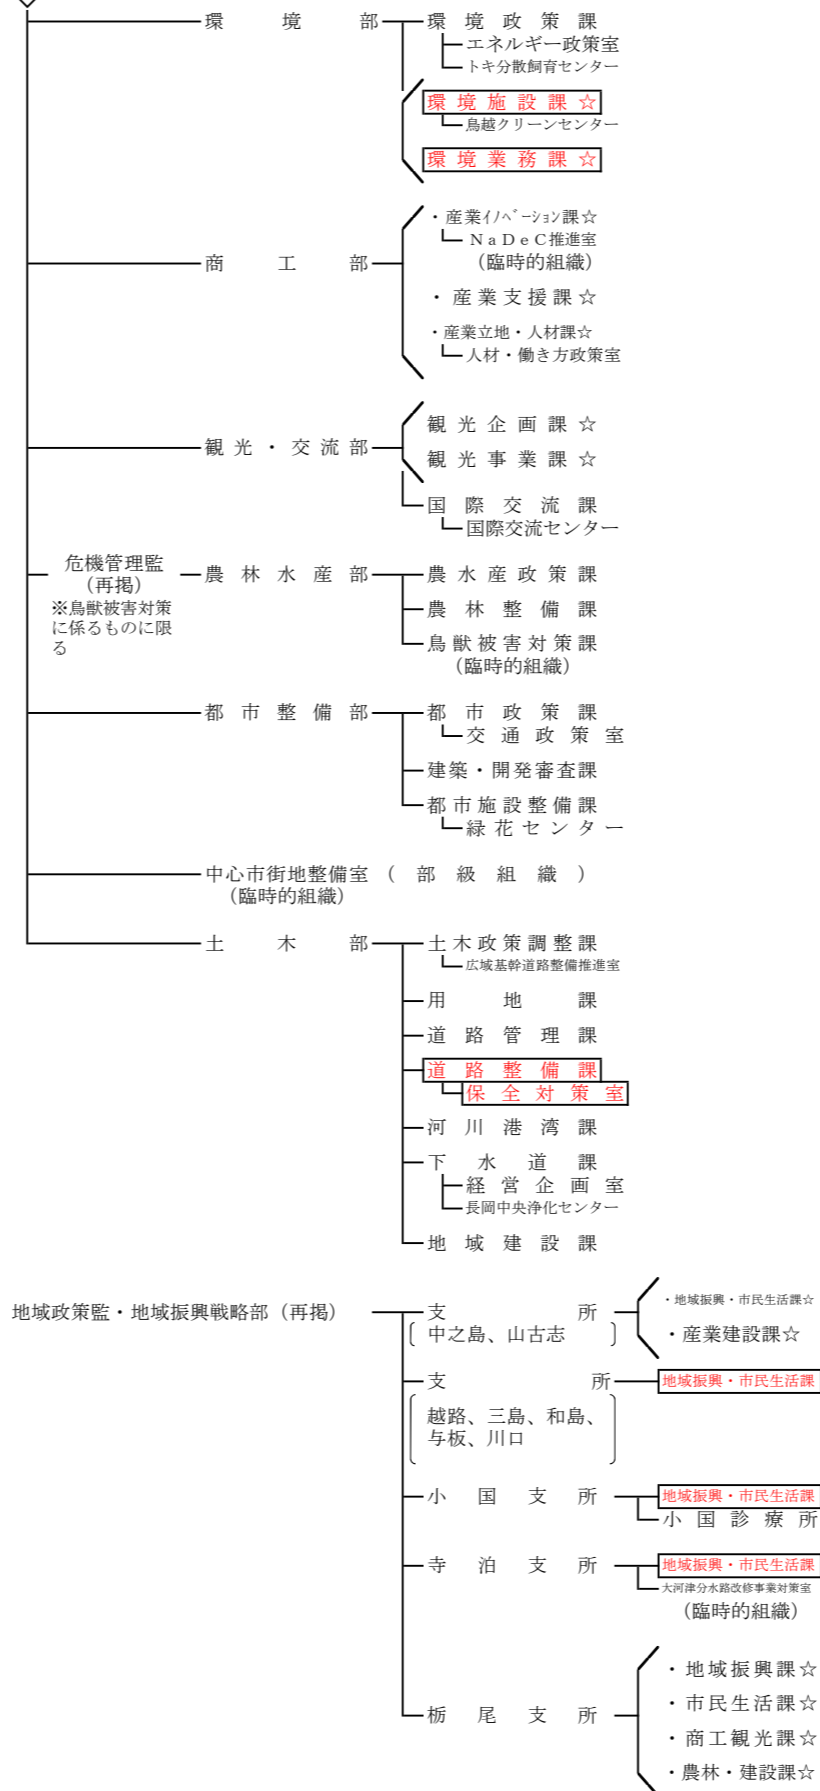 環境部
環境政策課
エネルギー政策室
トキ分散飼育センター
環境施設課☆
鳥越クリーンセンター
環境業務課☆
商工部
・産業ｲﾉﾍﾞｰｼｮﾝ課☆
ＮａＤｅＣ推進室
（臨時的組織）
・産業支援課☆
・産業立地・人材課☆
人材・働き方政策室
観光・交流部
観光企画課☆
観光事業課☆
国際交流課
国際交流センター
危機管理監
（再掲）
※鳥獣被害対策
に係るものに限
る
農林水産部
農水産政策課
農林整備課
鳥獣被害対策課
（臨時的組織）
都市整備部
都市政策課
交通政策室
建築・開発審査課
都市施設整備課
緑花センター
中心市街地整備室（部級組織）
（臨時的組織）
土木部
土木政策調整課
広域基幹道路整備推進室
用地課
道路管理課
道路整備課
保全対策室
河川港湾課
下水道課
経営企画室
長岡中央浄化センター
地域建設課
地域政策監・地域振興戦略部（再掲）
支所
中之島、山古志
・地域振興・市民生活課☆
・産業建設課☆
支所
越路、三島、和島、
与板、川口
地域振興・市民生活課
小国支所
地域振興・市民生活課
小国診療所
寺泊支所
地域振興・市民生活課
大河津分水路改修事業対策室
（臨時的組織）
栃尾支所
・地域振興課☆
・市民生活課☆
・商工観光課☆
・農林・建設課☆